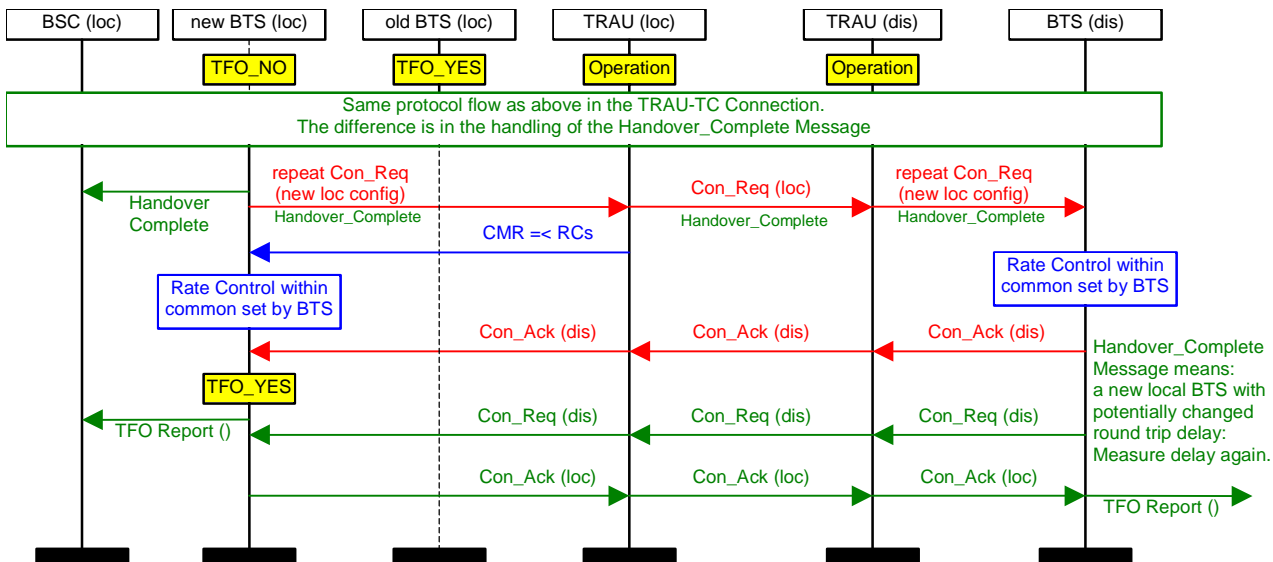 BSC (loc)
new BTS (loc)
old BTS (loc)
TRAU (loc)
TRAU (dis)
BTS (dis)
TFO_NO
TFO_YES
Operation
Operation
Same protocol flow as above in the TRAU-TC Connection.
The difference is in the handling of the Handover_Complete Message
Handover
Complete
repeat Con_Req
(new loc config)
Handover_Complete
Con_Req (loc)
Handover_Complete
repeat Con_Req
(new loc config)
Handover_Complete
CMR =< RCs
Rate Control within
common set by BTS
Rate Control within
common set by BTS
Con_Ack (dis)
Con_Ack (dis)
Con_Ack (dis)
Handover_Complete
Message means:
a new local BTS with
potentially changed
round trip delay:
Measure delay again.
TFO_YES
TFO Report ()
Con_Req (dis)
Con_Req (dis)
Con_Req (dis)
Con_Ack (loc)
Con_Ack (loc)
Con_Ack (loc)
TFO Report ()